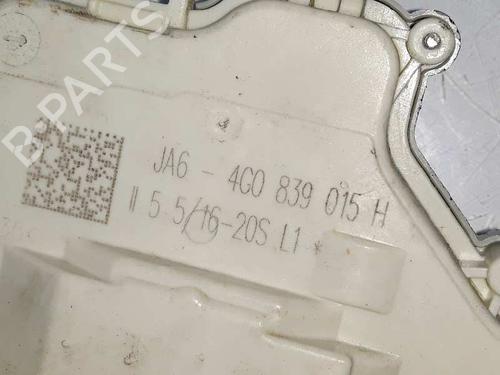 B-PARTS
JA6 - 4G0 839 015 H
II 5 5/16-20S L1 *